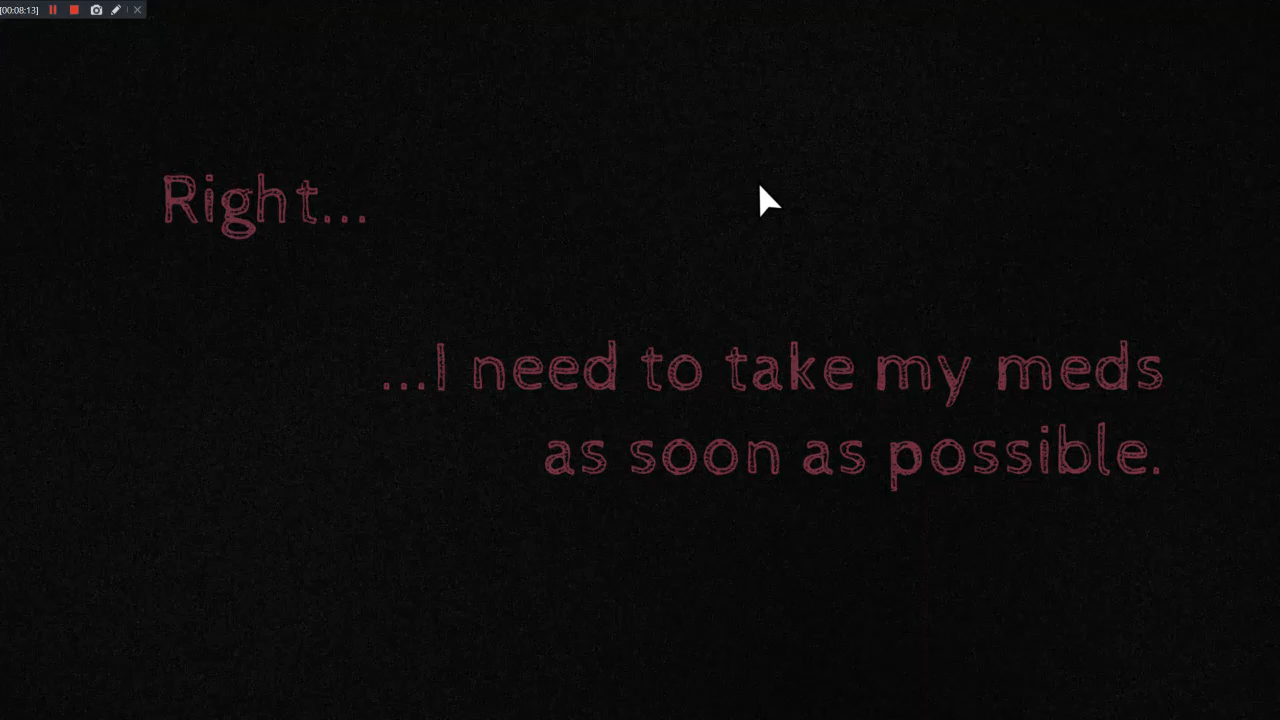 [00:08:13]
Right...
...I need to take my meds
as soon as possible.